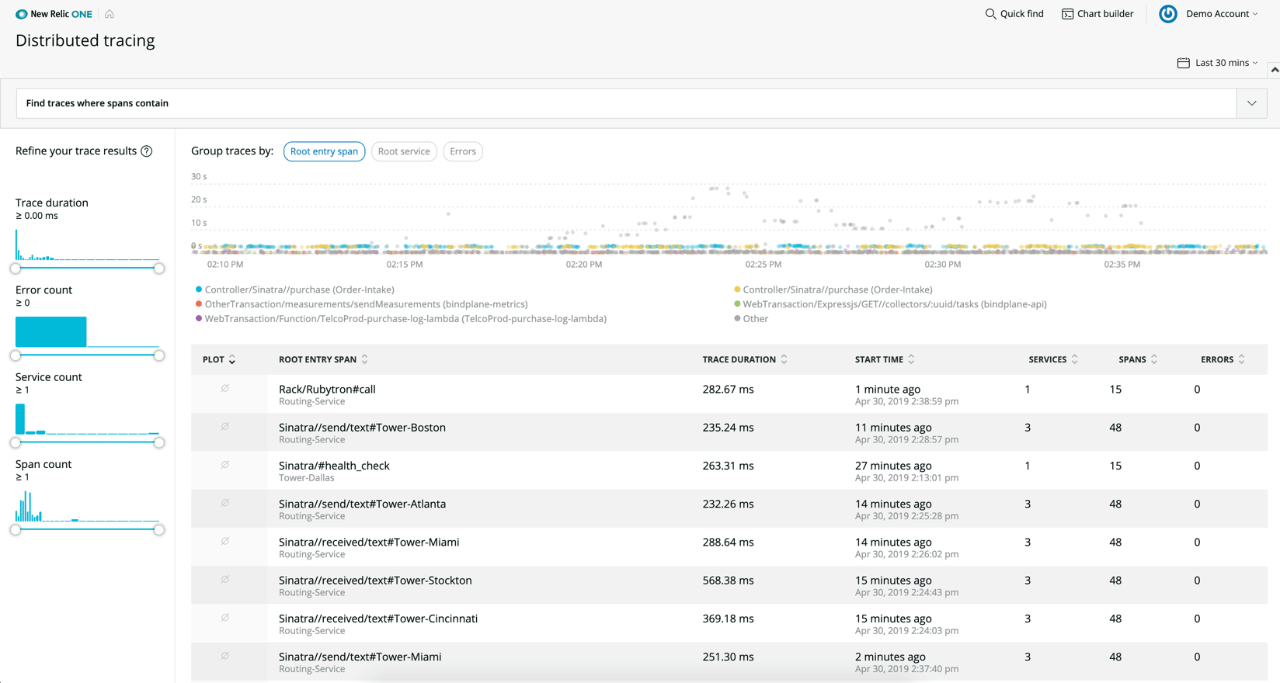 New Relic ONE
Quick find
Chart builder
Demo Account
Distributed tracing
Last 30 mins
Find traces where spans contain
Refine your trace results ?
Trace duration
≥ 0.00 ms
Error count
≥ 0
Service count
≥ 1
Span count
≥ 1
Group traces by: Root entry span Root service Errors
30 s
20 s
10 s
0 s
02:10 PM 02:15 PM 02:20 PM 02:25 PM 02:30 PM 02:35 PM
Controller/Sinatra//purchase (Order-Intake)
Controller/Sinatra//purchase (Order-Intake)
OtherTransaction/measurements/sendMeasurements (bindplane-metrics)
WebTransaction/Expressjs/GET//collectors/:uuid/tasks (bindplane-api)
WebTransaction/Function/TelcoProd-purchase-log-lambda (TelcoProd-purchase-log-lambda)
Other
PLOT ROOT ENTRY SPAN TRACE DURATION START TIME SERVICES SPANS ERRORS
Rack/Rubytron#call 282.67 ms 1 minute ago 1 15 0
Routing-Service Apr 30, 2019 2:38:59 pm
Sinatra//send/text#Tower-Boston 235.24 ms 11 minutes ago 3 48 0
Routing-Service Apr 30, 2019 2:28:57 pm
Sinatra/#health_check 263.31 ms 27 minutes ago 1 15 0
Tower-Dallas Apr 30, 2019 2:13:01 pm
Sinatra//send/text#Tower-Atlanta 232.26 ms 14 minutes ago 3 48 0
Routing-Service Apr 30, 2019 2:25:28 pm
Sinatra//received/text#Tower-Miami 288.64 ms 14 minutes ago 3 48 0
Routing-Service Apr 30, 2019 2:26:02 pm
Sinatra//received/text#Tower-Stockton 568.38 ms 15 minutes ago 3 48 0
Routing-Service Apr 30, 2019 2:24:43 pm
Sinatra//received/text#Tower-Cincinnati 369.18 ms 15 minutes ago 3 48 0
Routing-Service Apr 30, 2019 2:24:03 pm
Sinatra//send/text#Tower-Miami 251.30 ms 2 minutes ago 3 48 0
Routing-Service Apr 30, 2019 2:37:40 pm